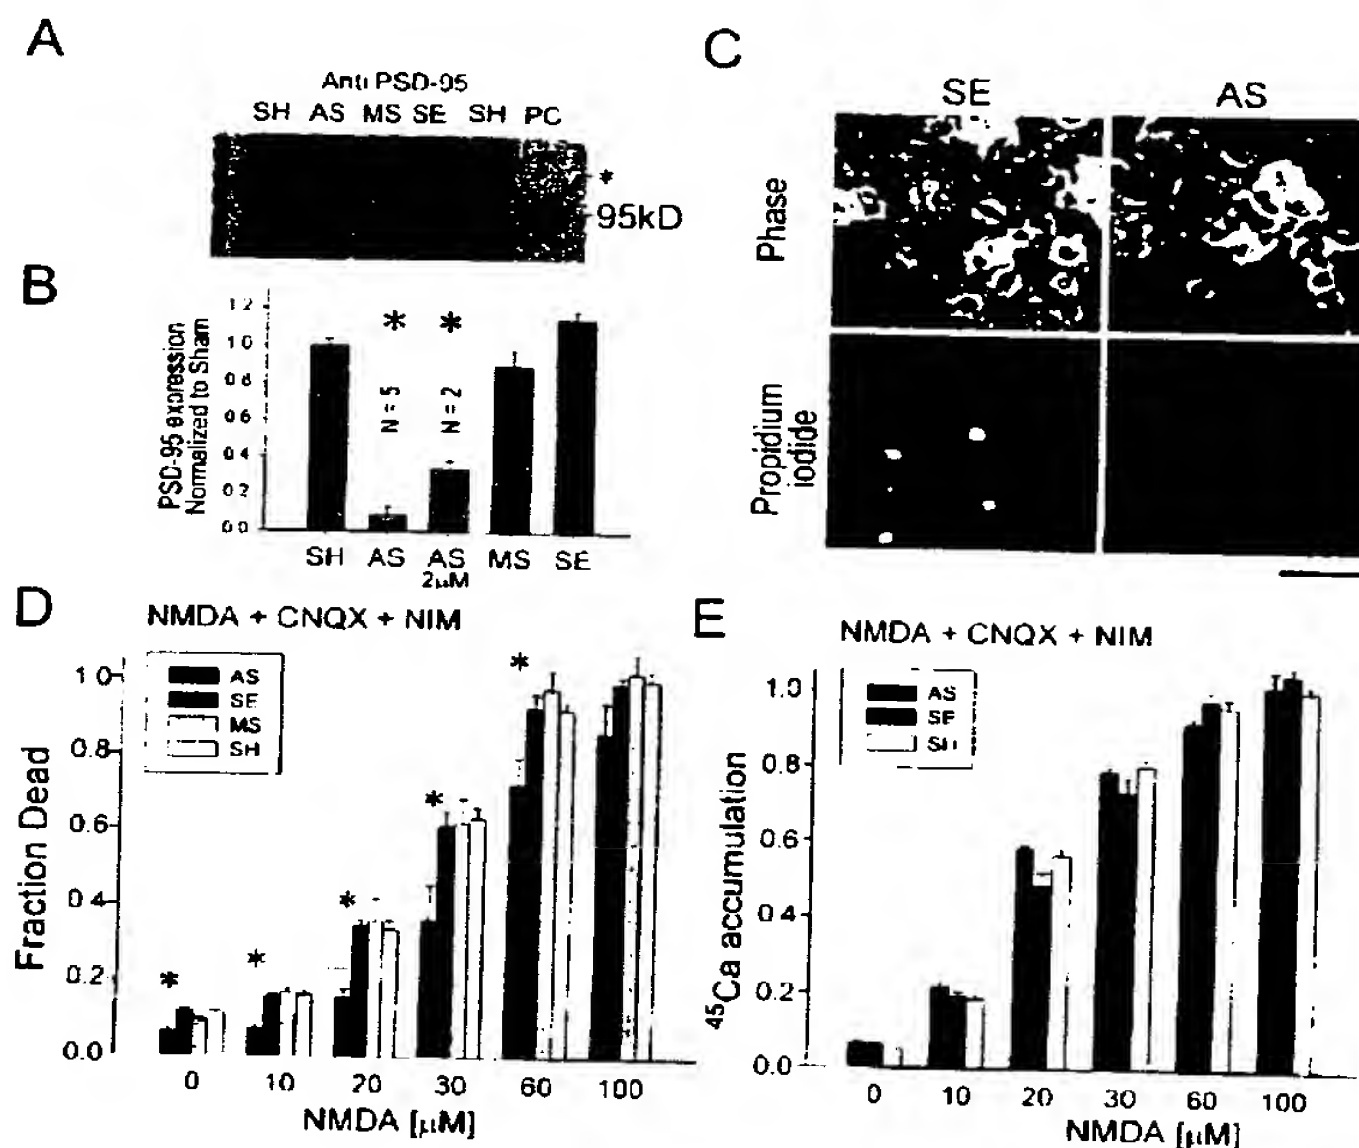 A
Anti PSD-95
SH AS MS SE SH PC
*
95kD
B
PSD-95 expression
Normalized to Sham
1.2
1.0
0.8
0.6
0.4
0.2
0.0
* *
N = 5
N = 2
SH AS AS MS SE
2µM
C
SE AS
Phase
Propidium
iodide
D
NMDA + CNQX + NIM
AS
SE
MS
SH
Fraction Dead
1.0
0.8
0.6
0.4
0.2
0.0
* * * * *
0 10 20 30 60 100
NMDA [µM]
E
NMDA + CNQX + NIM
AS
SE
SH
45Ca accumulation
1.0
0.8
0.6
0.4
0.2
0.0
0 10 20 30 60 100
NMDA [µM]